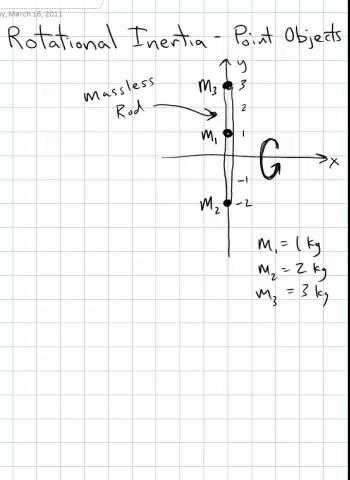 y, March 16, 2011
Rotational Inertia - Point Objects
y
M₃ 3
Massless
Rod
2
M₁ 1
x
-1
M₂ -2
M₁ = 1 kg
M₂ = 2 kg
M₃ = 3 kg